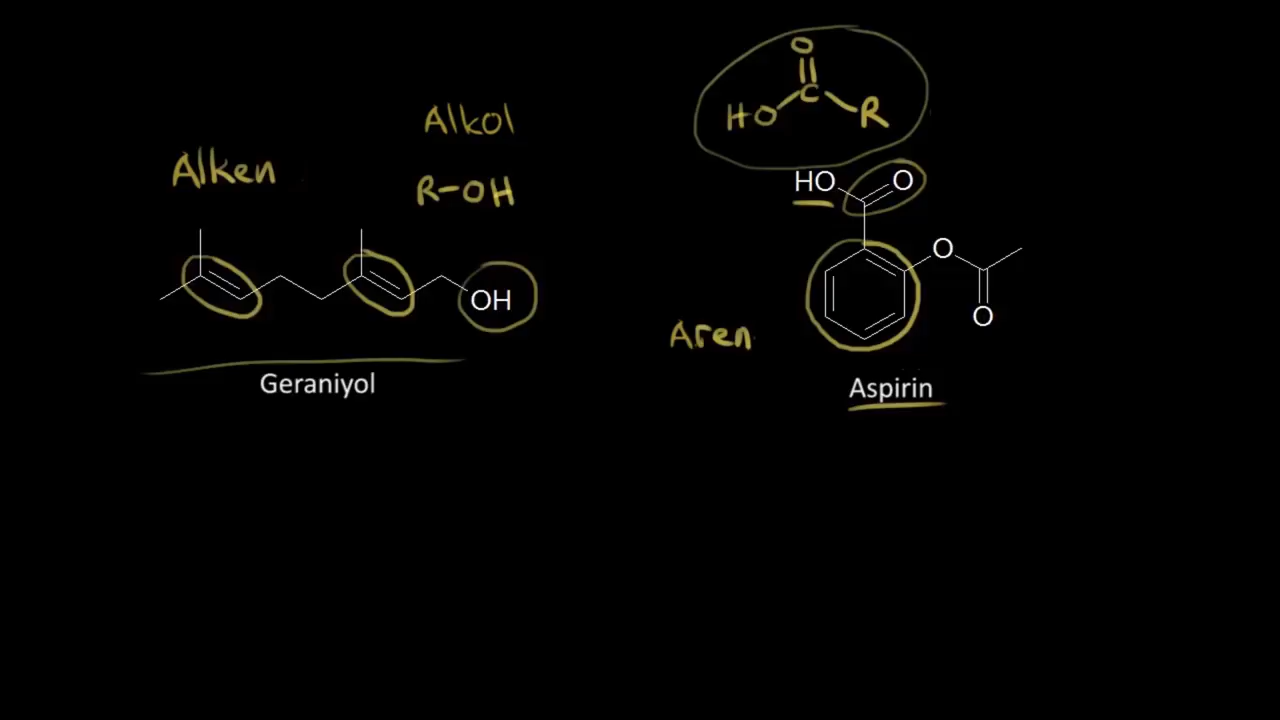 Alken
Alkol
R-OH
OH
Geraniyol
O
HO C R
HO O
O
O
Aren
Aspirin